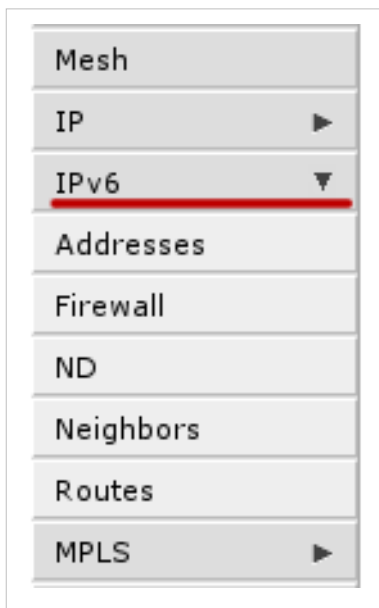 Mesh
IP
IPv6
Addresses
Firewall
ND
Neighbors
Routes
MPLS